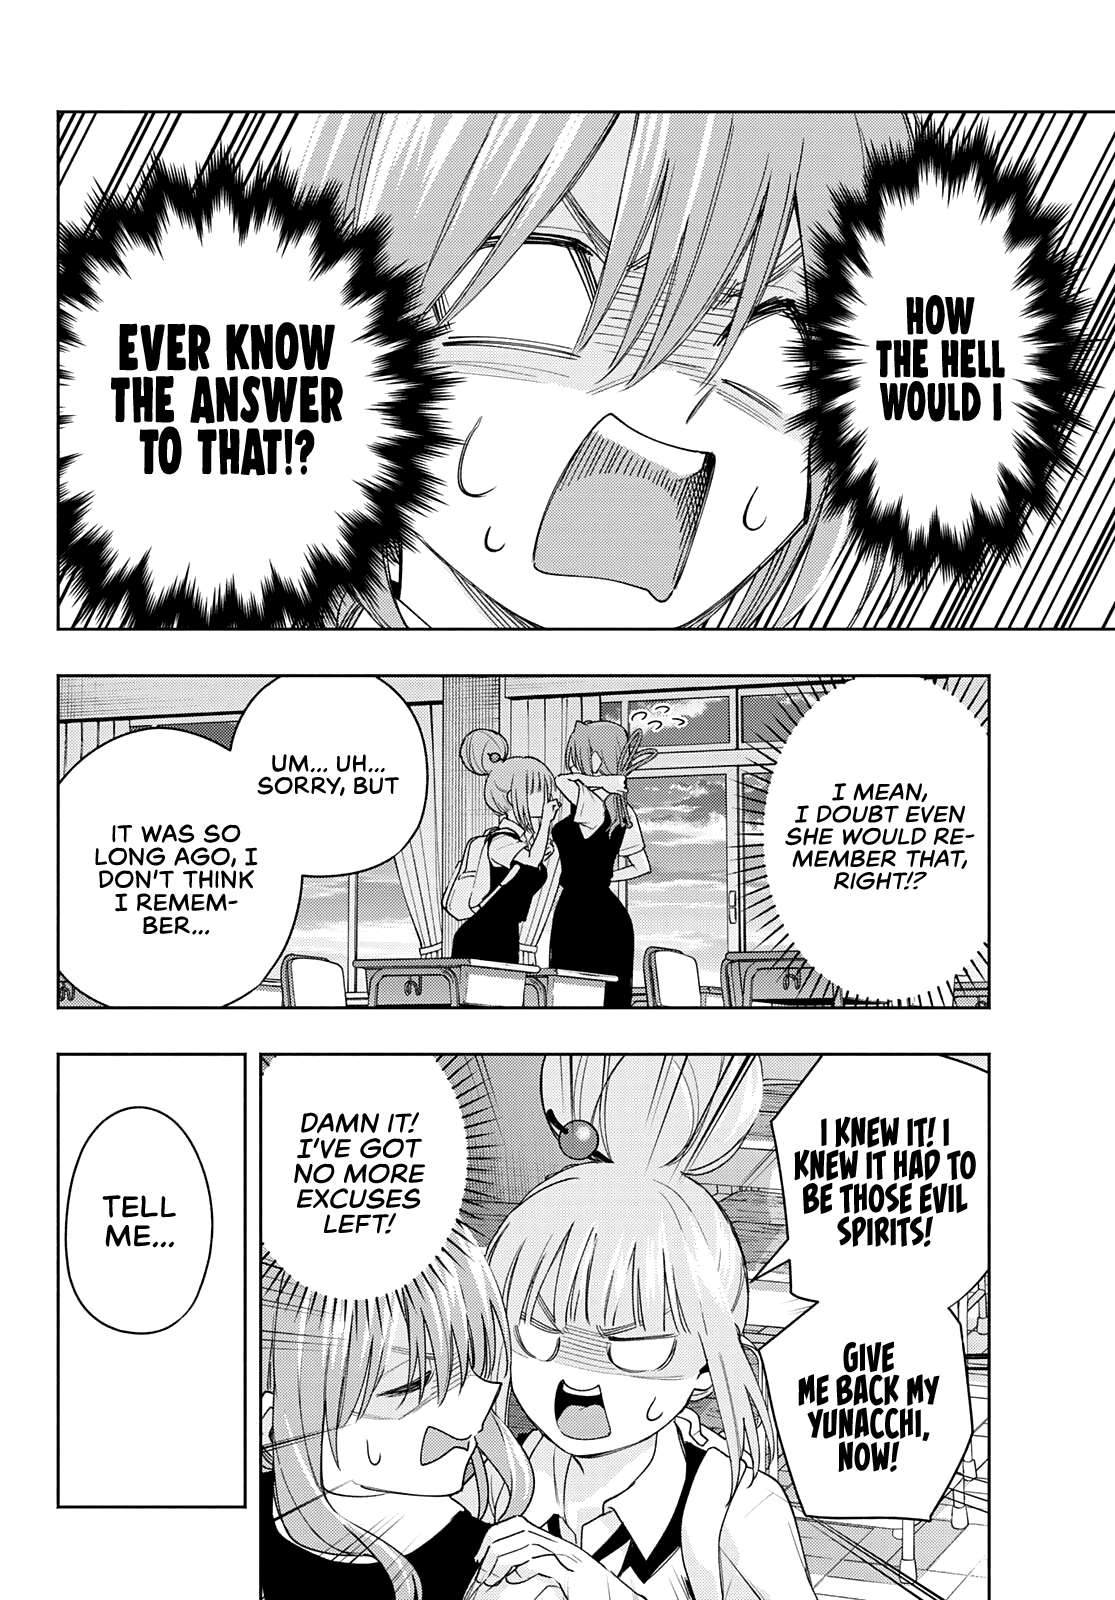 HOW
THE HELL
WOULD I
EVER KNOW
THE ANSWER
TO THAT!?
I MEAN,
I DOUBT EVEN
SHE WOULD RE-
MEMBER THAT,
RIGHT!?
UM... UH...
SORRY, BUT
IT WAS SO
LONG AGO, I
DON'T THINK
I REMEM-
BER...
I KNEW IT! I
KNEW IT HAD TO
BE THOSE EVIL
SPIRITS!
GIVE
ME BACK MY
YUNACCHI,
NOW!
DAMN IT!
I'VE GOT
NO MORE
EXCUSES
LEFT!
TELL
ME...